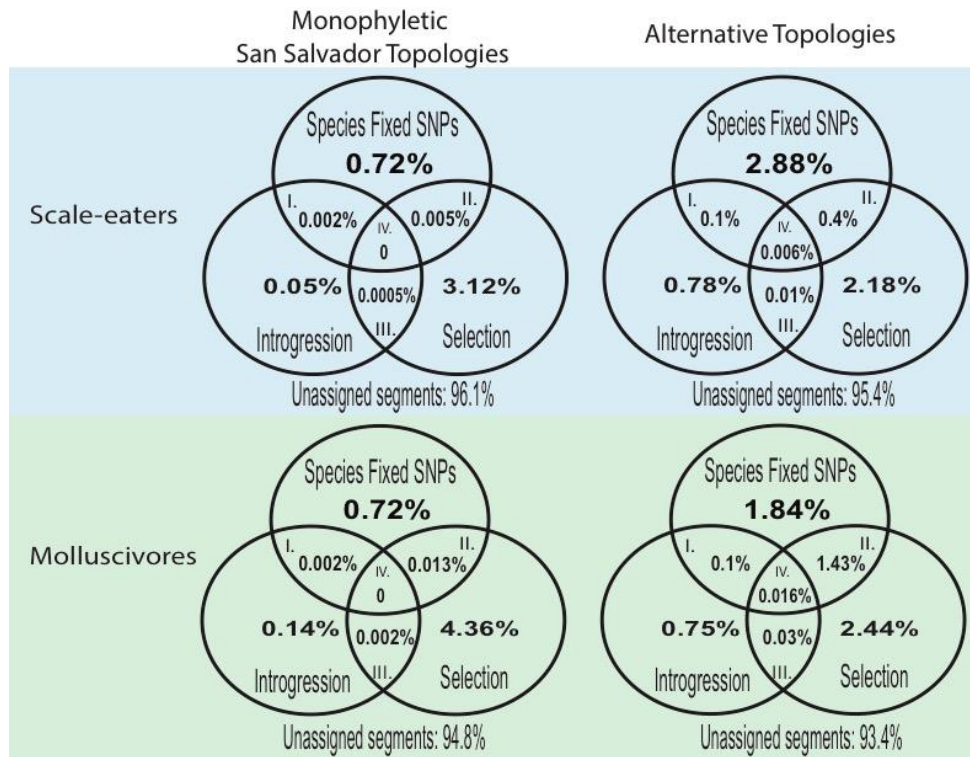 Monophyletic
San Salvador Topologies
Alternative Topologies
Scale-eaters
Species Fixed SNPs
0.72%
I.
II.
0.002%
0.005%
IV.
0
0.05%
0.0005%
3.12%
III.
Introgression
Selection
Unassigned segments: 96.1%
Species Fixed SNPs
2.88%
I.
II.
0.1%
0.4%
IV.
0.006%
0.78%
0.01%
2.18%
III.
Introgression
Selection
Unassigned segments: 95.4%
Molluscivores
Species Fixed SNPs
0.72%
I.
II.
0.002%
0.013%
IV.
0
0.14%
0.002%
4.36%
III.
Introgression
Selection
Unassigned segments: 94.8%
Species Fixed SNPs
1.84%
I.
II.
0.1%
1.43%
IV.
0.016%
0.75%
0.03%
2.44%
III.
Introgression
Selection
Unassigned segments: 93.4%